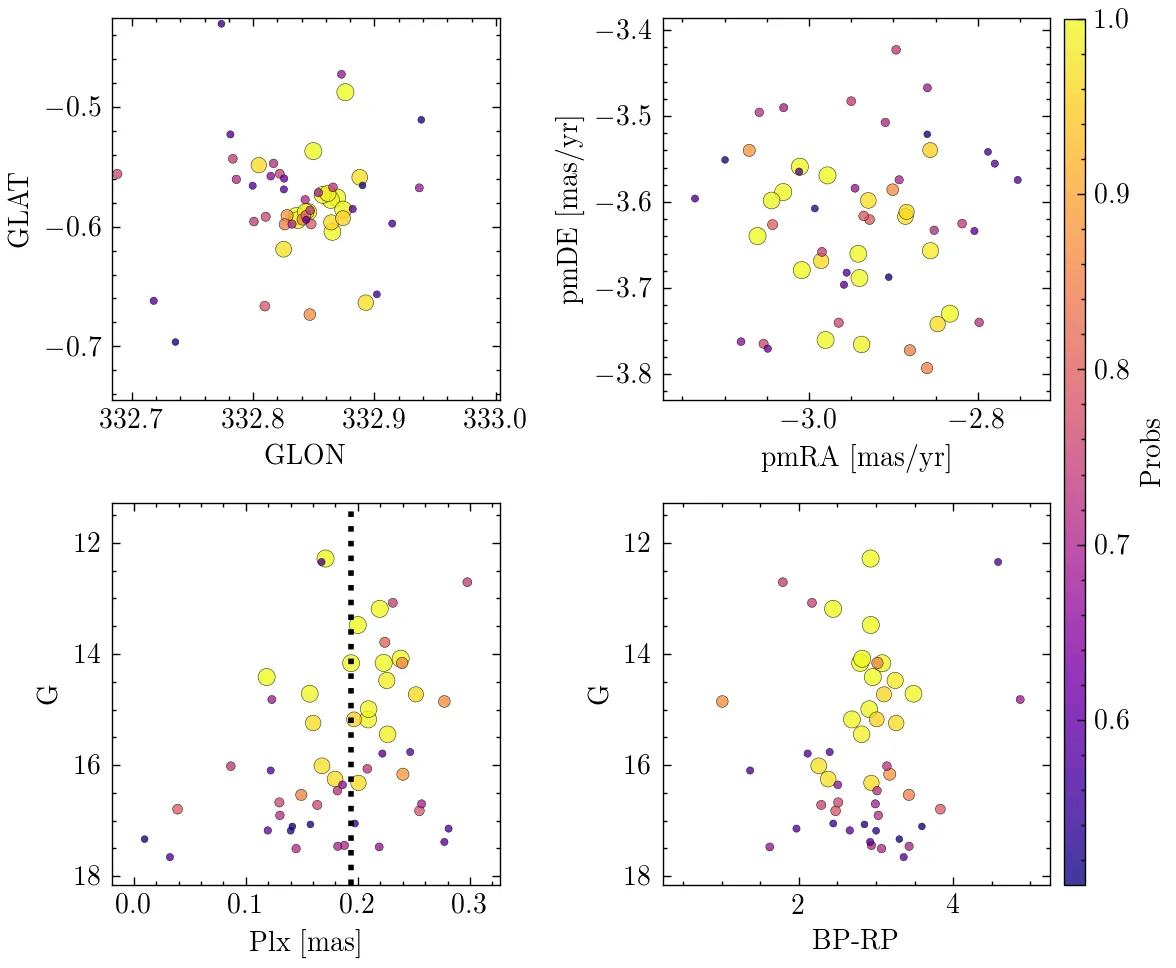 −0.5
−0.6
−0.7
GLAT
332.7 332.8 332.9 333.0
GLON
−3.4
−3.5
−3.6
−3.7
−3.8
pmDE [mas/yr]
−3.0 −2.8
pmRA [mas/yr]
1.0
0.9
0.8
0.7
0.6
Probs
12
14
16
18
G
0.0 0.1 0.2 0.3
Plx [mas]
12
14
16
18
G
2 4
BP-RP